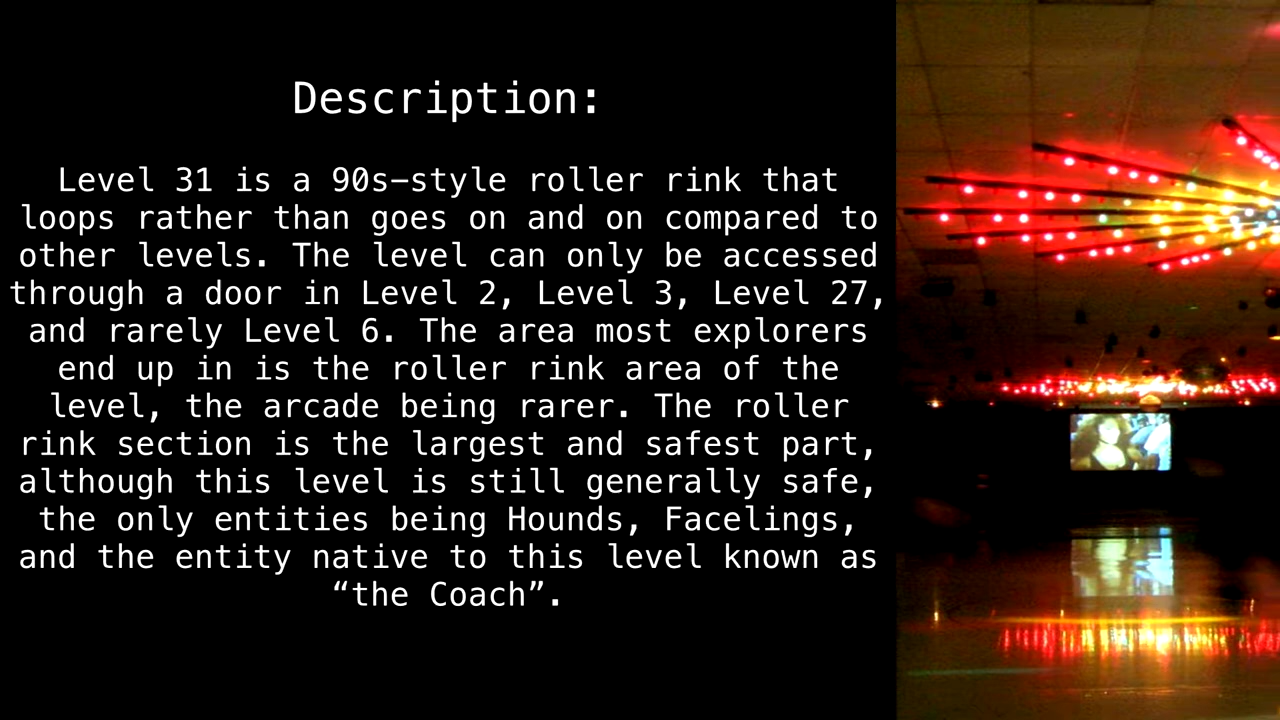 Description:
Level 31 is a 90s–style roller rink that
loops rather than goes on and on compared to
other levels. The level can only be accessed
through a door in Level 2, Level 3, Level 27,
and rarely Level 6. The area most explorers
end up in is the roller rink area of the
level, the arcade being rarer. The roller
rink section is the largest and safest part,
although this level is still generally safe,
the only entities being Hounds, Facelings,
and the entity native to this level known as
“the Coach”.